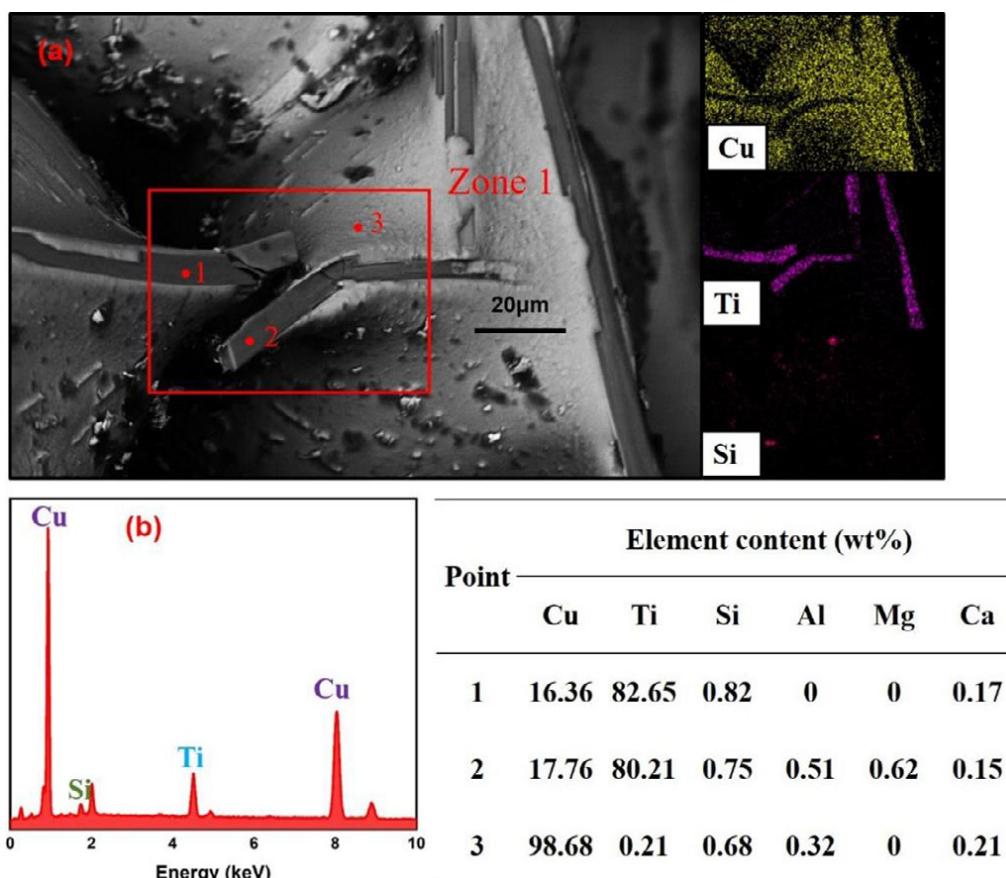 (a)
Zone 1
3
1
2
20μm
Cu
Ti
Si
(b)
Cu
Si
Ti
Cu
0 2 4 6 8 10
Energy (keV)
Element content (wt%)
Point
Cu Ti Si Al Mg Ca
1 16.36 82.65 0.82 0 0 0.17
2 17.76 80.21 0.75 0.51 0.62 0.15
3 98.68 0.21 0.68 0.32 0 0.21